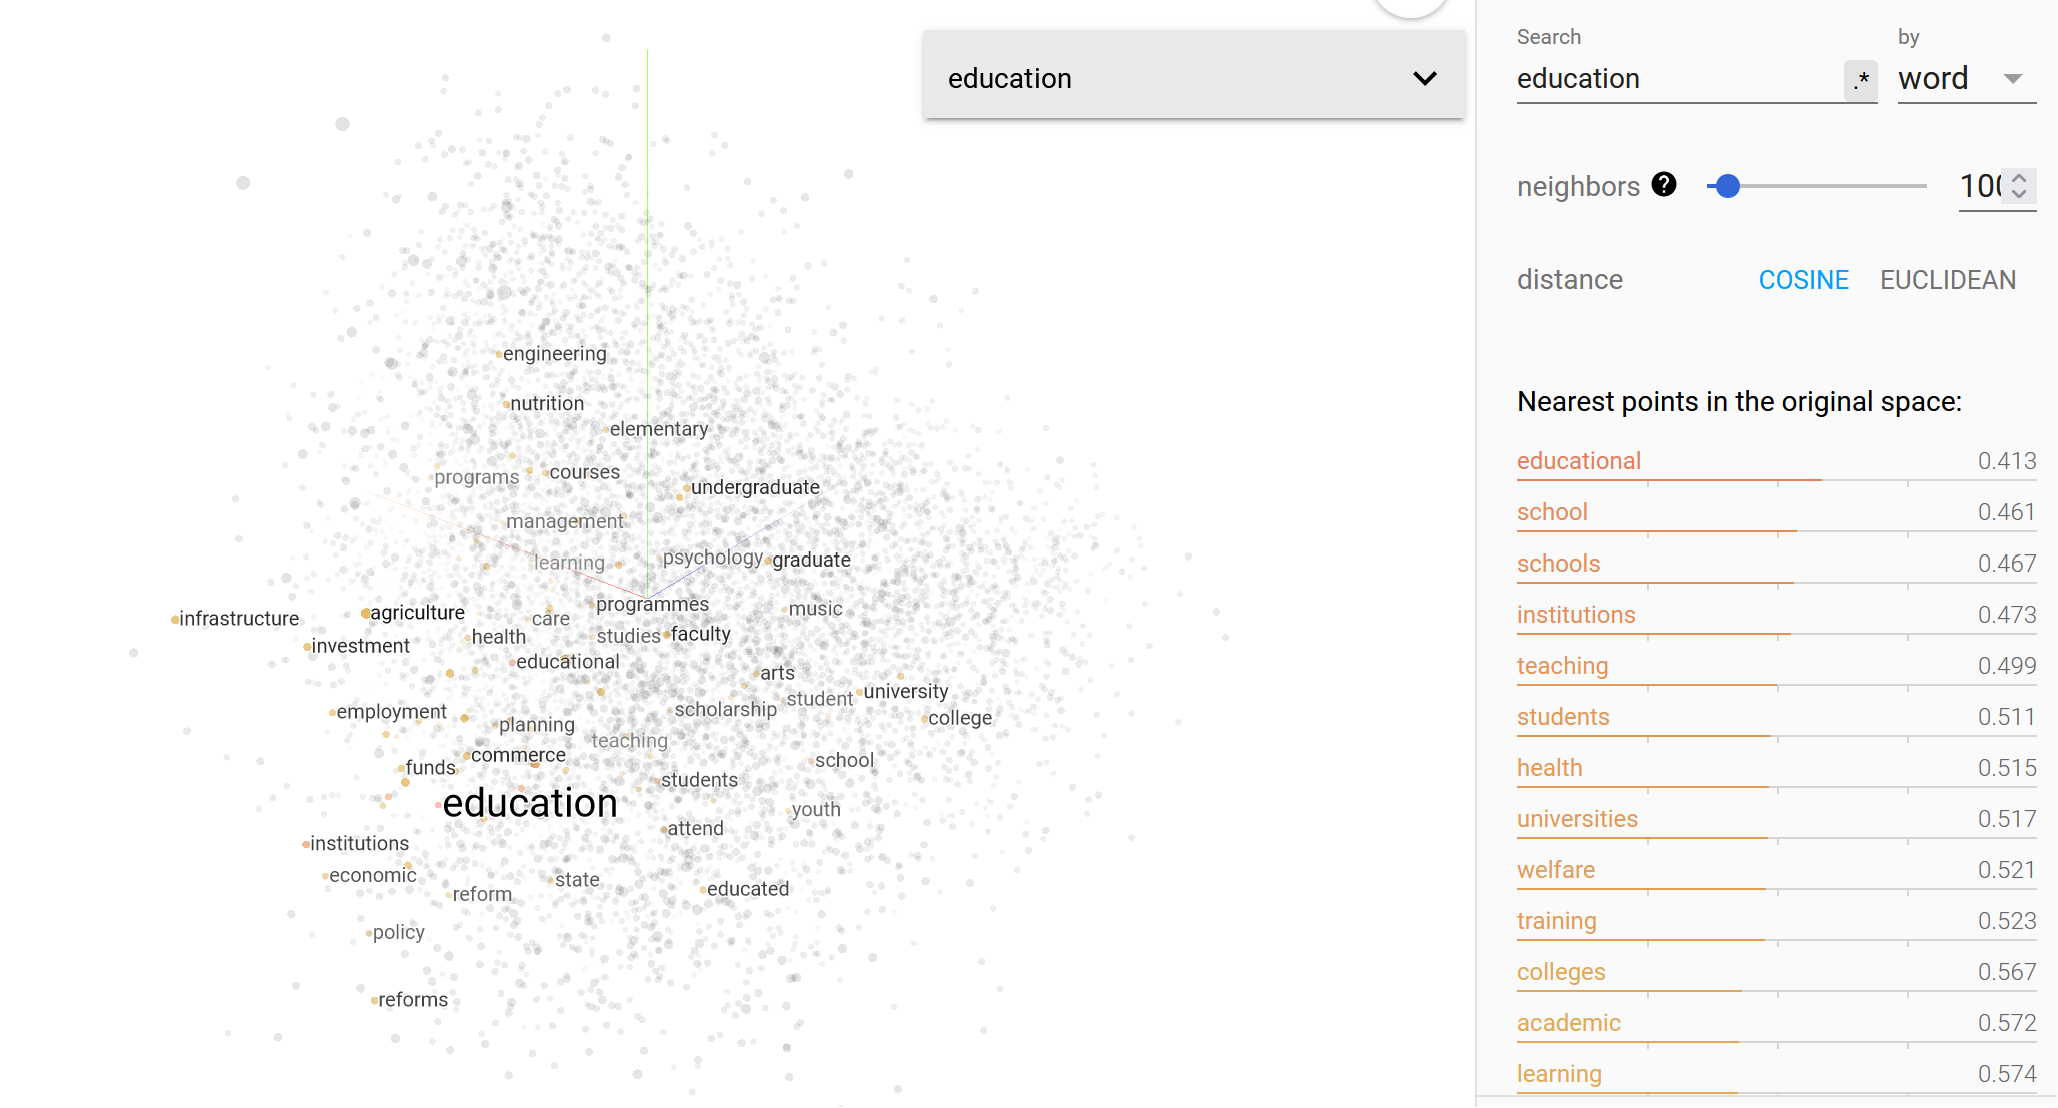 education
engineering
nutrition
elementary
programs
courses
undergraduate
management
learning
psychology
graduate
infrastructure
agriculture
care
programmes
music
investment
health
studies
faculty
educational
arts
university
student
scholarship
college
employment
planning
teaching
commerce
school
funds
students
education
youth
attend
institutions
economic
state
reform
educated
policy
reforms
Search
by
education
.*
word
neighbors
?
100
distance
COSINE
EUCLIDEAN
Nearest points in the original space:
educational 0.413
school 0.461
schools 0.467
institutions 0.473
teaching 0.499
students 0.511
health 0.515
universities 0.517
welfare 0.521
training 0.523
colleges 0.567
academic 0.572
learning 0.574